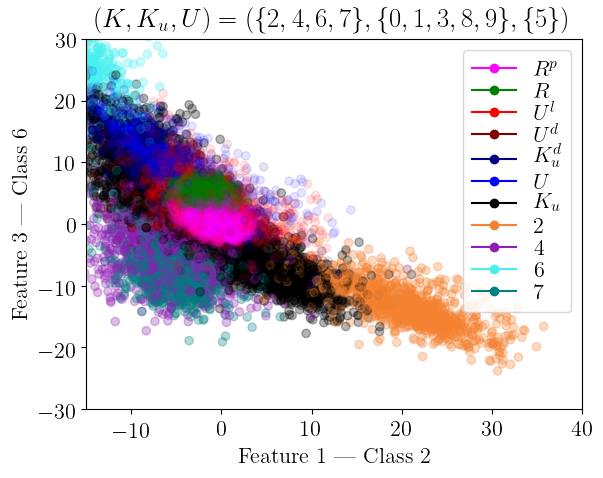 (K, K_u, U) = ({2, 4, 6, 7}, {0, 1, 3, 8, 9}, {5})
30
20
10
0
−10
−20
−30
Feature 3 — Class 6
−10
0
10
20
30
40
Feature 1 — Class 2
R^p
R
U^l
U^d
K_u^d
U
K_u
2
4
6
7